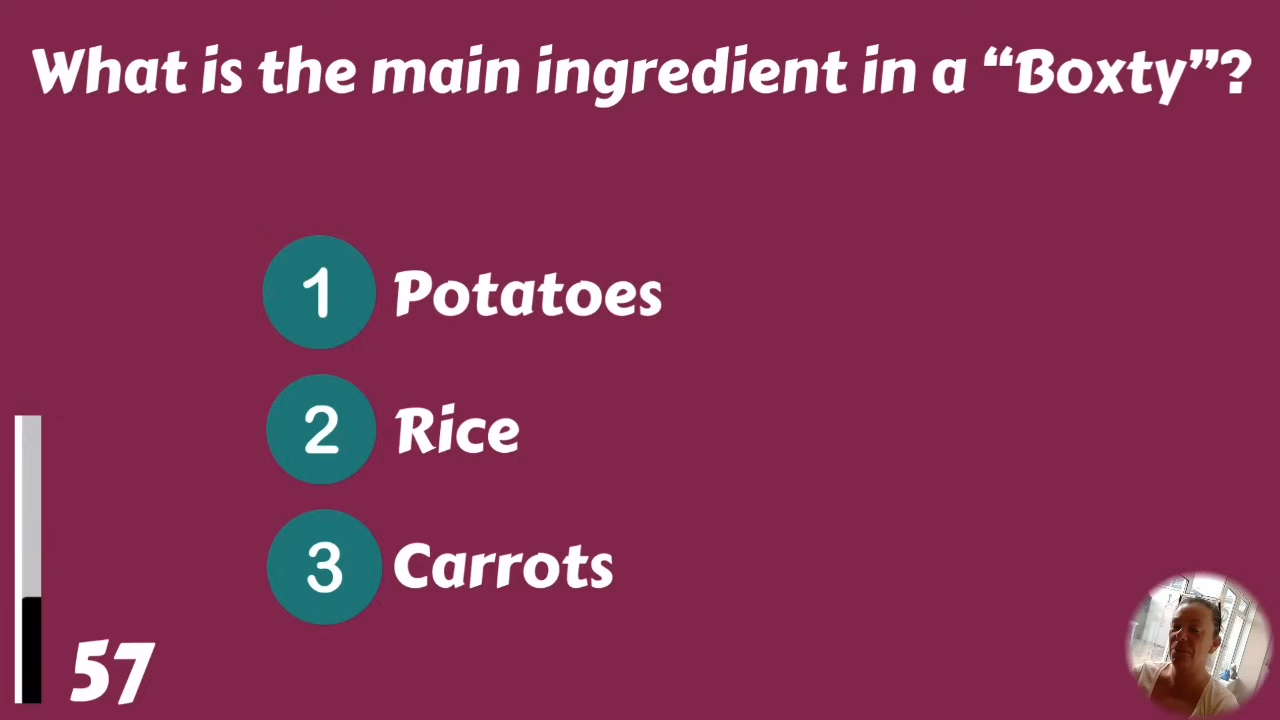 What is the main ingredient in a “Boxty”?
1 Potatoes
2 Rice
3 Carrots
57